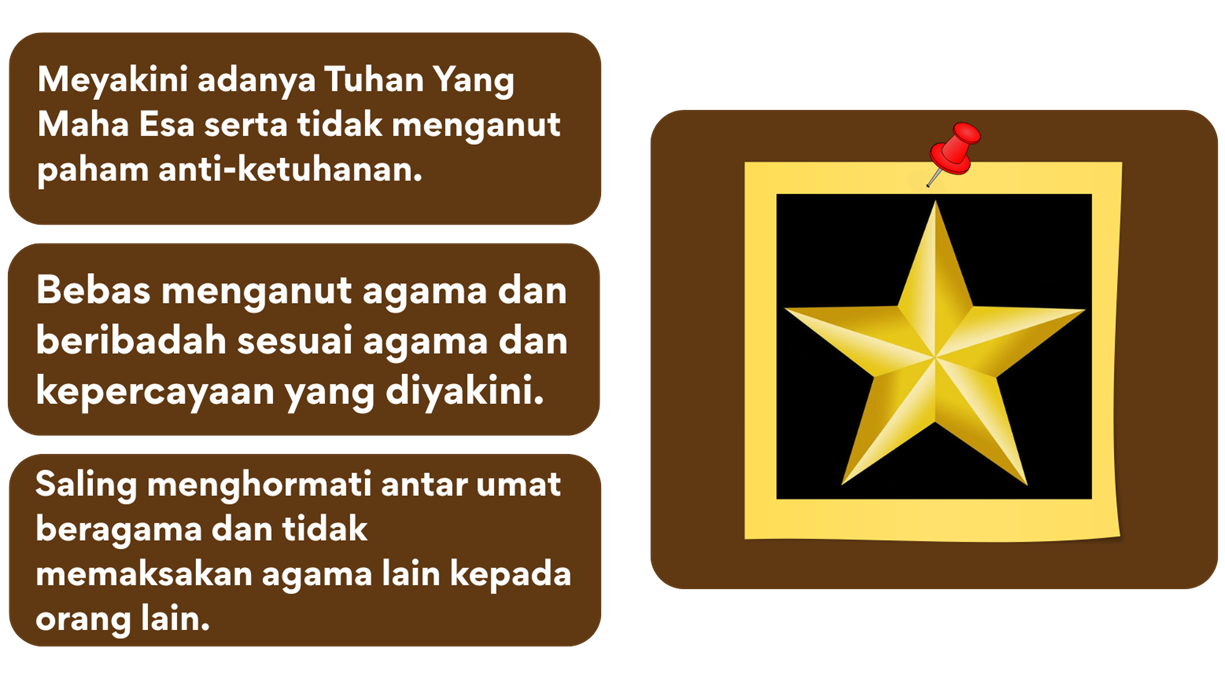 Meyakini adanya Tuhan Yang
Maha Esa serta tidak menganut
paham anti-ketuhanan.
Bebas menganut agama dan
beribadah sesuai agama dan
kepercayaan yang diyakini.
Saling menghormati antar umat
beragama dan tidak
memaksakan agama lain kepada
orang lain.